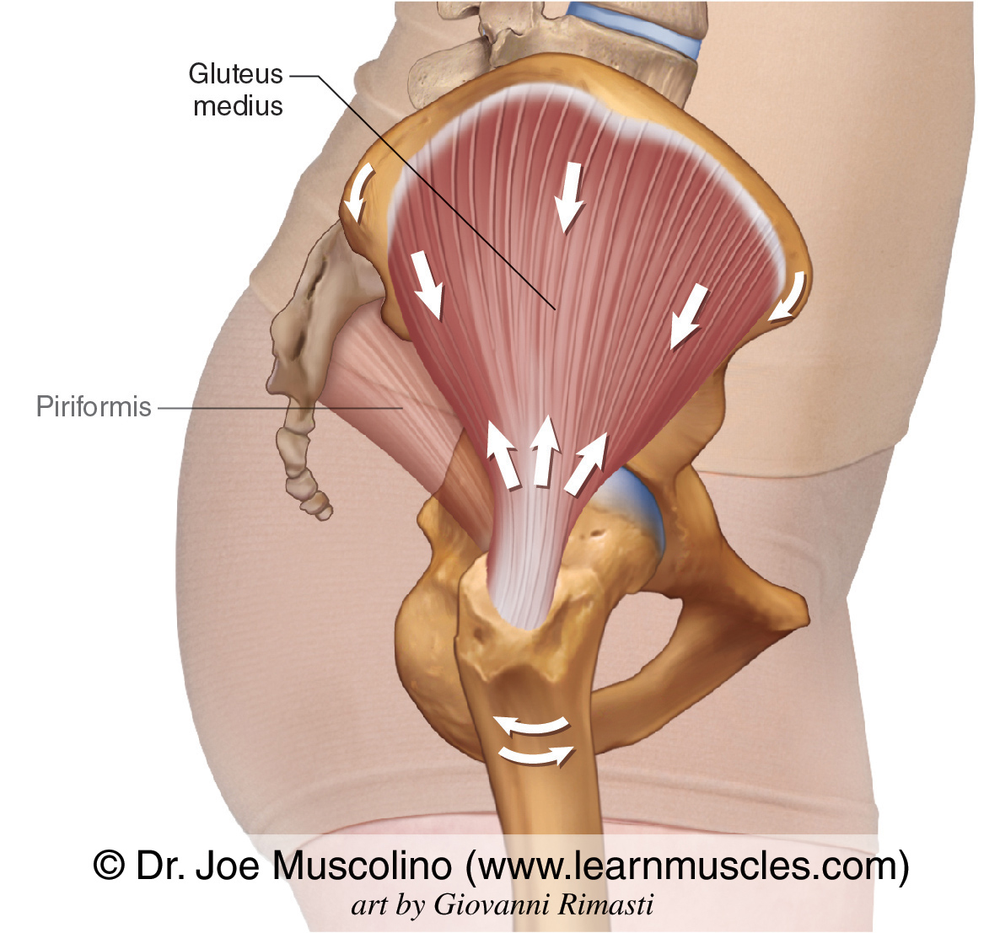 Gluteus
medius
Piriformis
© Dr. Joe Muscolino (www.learnmuscles.com)
art by Giovanni Rimasti